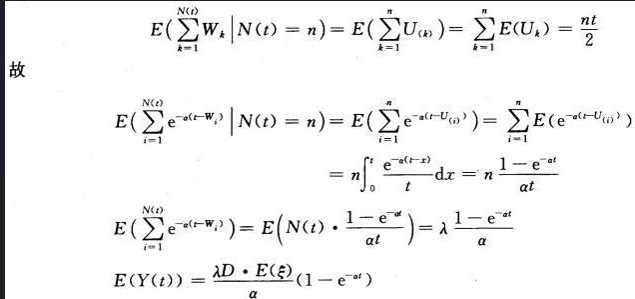 E(∑_{k=1}^{N(t)} W_k | N(t) = n) = E(∑_{k=1}^{n} U_{(k)}) = ∑_{k=1}^{n} E(U_k) = nt/2
故
E(∑_{i=1}^{N(t)} e^{-α(t-W_i)} | N(t) = n) = E(∑_{i=1}^{n} e^{-α(t-U_{(i)})}) = ∑_{i=1}^{n} E(e^{-α(t-U_{(i)})})
= n∫_0^t e^{-α(t-x)}/t dx = n (1 - e^{-αt})/(αt)
E(∑_{i=1}^{N(t)} e^{-α(t-W_i)}) = E(N(t) · (1 - e^{-αt})/(αt)) = λ (1 - e^{-αt})/α
E(Y(t)) = (λD · E(ξ))/α (1 - e^{-αt})